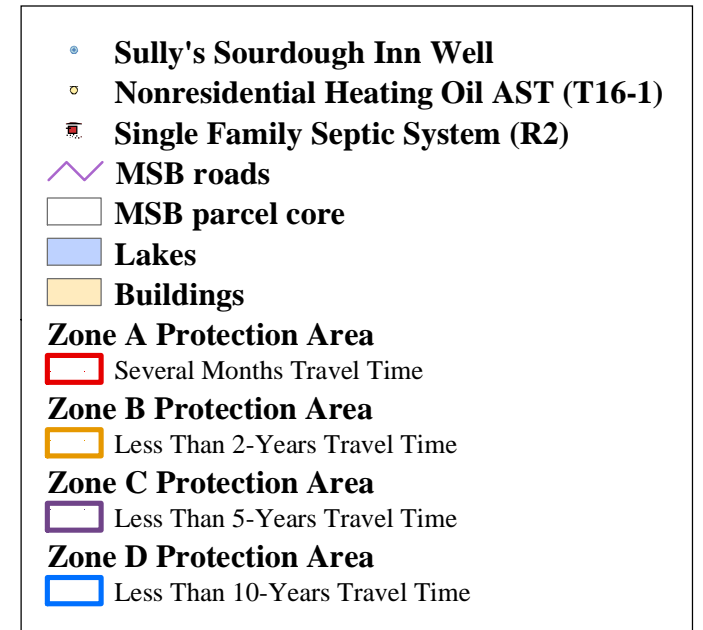 Sully's Sourdough Inn Well
Nonresidential Heating Oil AST (T16-1)
Single Family Septic System (R2)
MSB roads
MSB parcel core
Lakes
Buildings
Zone A Protection Area
Several Months Travel Time
Zone B Protection Area
Less Than 2-Years Travel Time
Zone C Protection Area
Less Than 5-Years Travel Time
Zone D Protection Area
Less Than 10-Years Travel Time